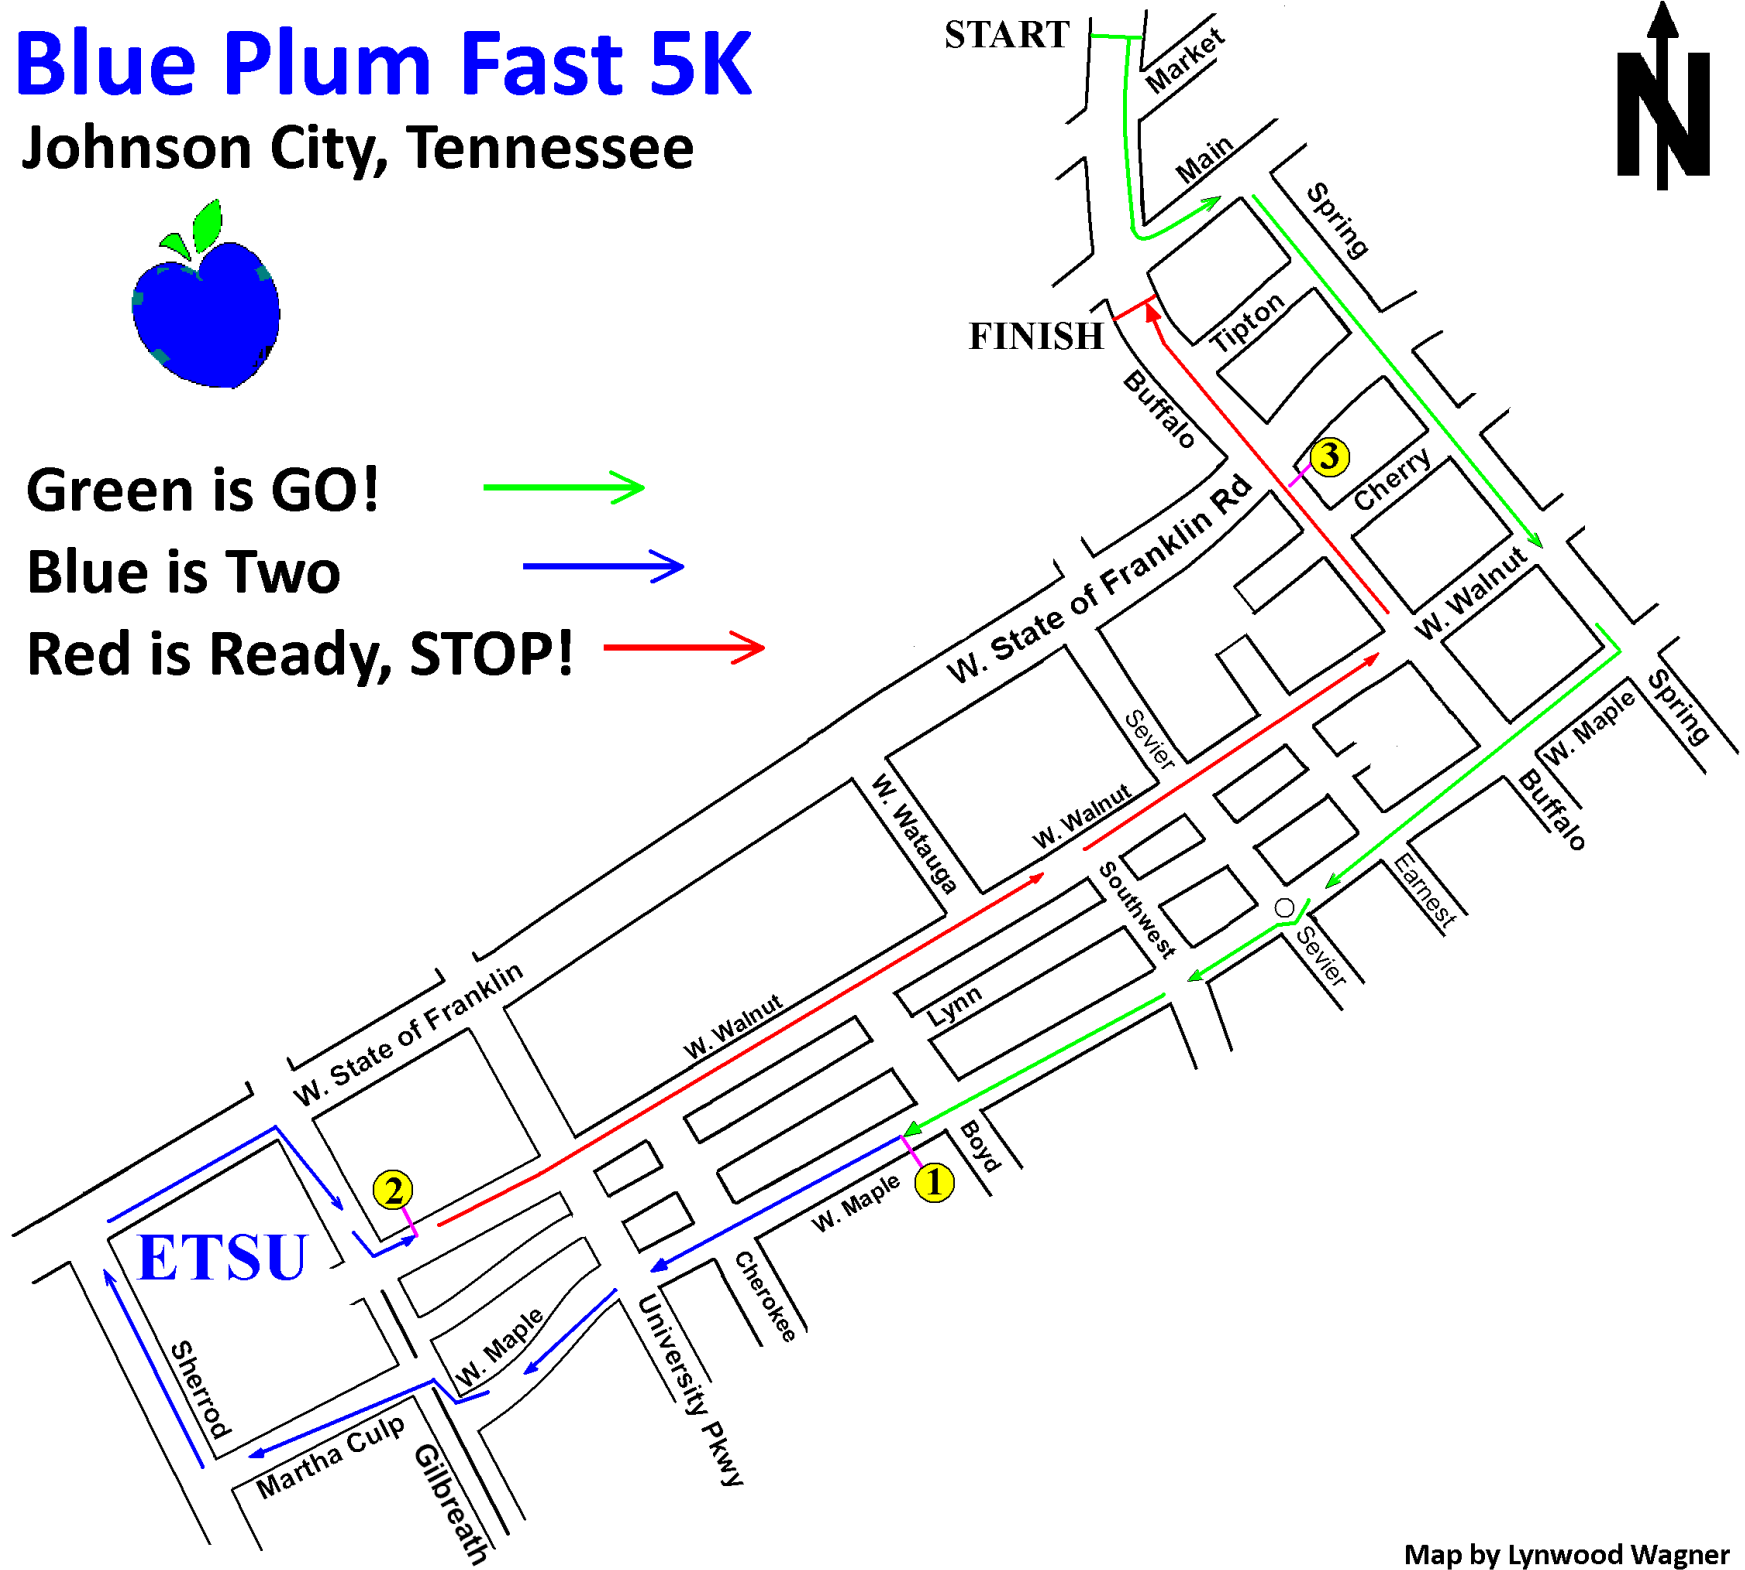 Blue Plum Fast 5K
Johnson City, Tennessee
START
Market
N
Main
Spring
FINISH
Tipton
Buffalo
3
Cherry
Green is GO!
Blue is Two
Red is Ready, STOP!
W. State of Franklin Rd
W. Walnut
Spring
W. Maple
Sevier
Buffalo
W. Watauga
W. Walnut
Southwest
Earnest
Sevier
W. State of Franklin
W. Walnut
Lynn
Boyd
1
W. Maple
2
ETSU
Cherokee
University Pkwy
W. Maple
Sherrod
Martha Culp
Gilbreath
Map by Lynwood Wagner